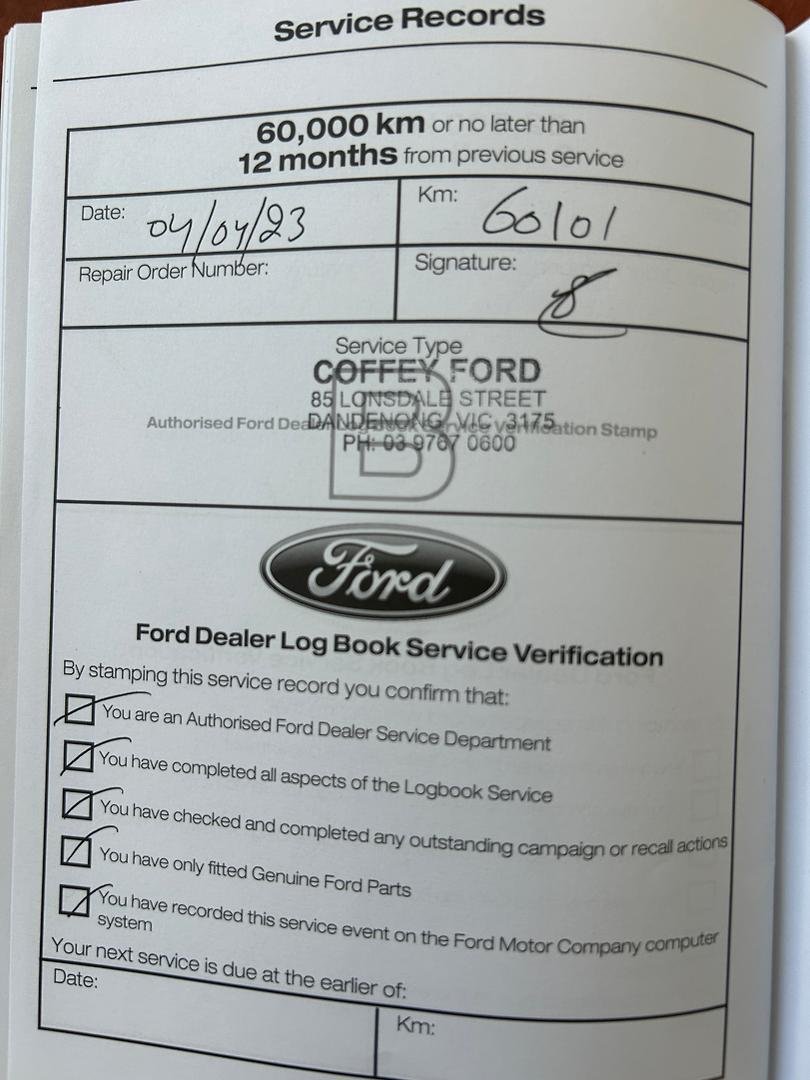 Service Records
60,000 km or no later than
12 months from previous service
Date: 04/04/23
Km: 60101
Repair Order Number:
Signature:
Service Type
COFFEY FORD
85 LONSDALE STREET
DANDENONG VIC 3175
Authorised Ford Dealer Log Book Service Verification Stamp
PH: 03 9767 0600
B
Ford
Ford Dealer Log Book Service Verification
By stamping this service record you confirm that:
You are an Authorised Ford Dealer Service Department
You have completed all aspects of the Logbook Service
You have checked and completed any outstanding campaign or recall actions
You have only fitted Genuine Ford Parts
You have recorded this service event on the Ford Motor Company computer
system
Your next service is due at the earlier of:
Date:
Km: